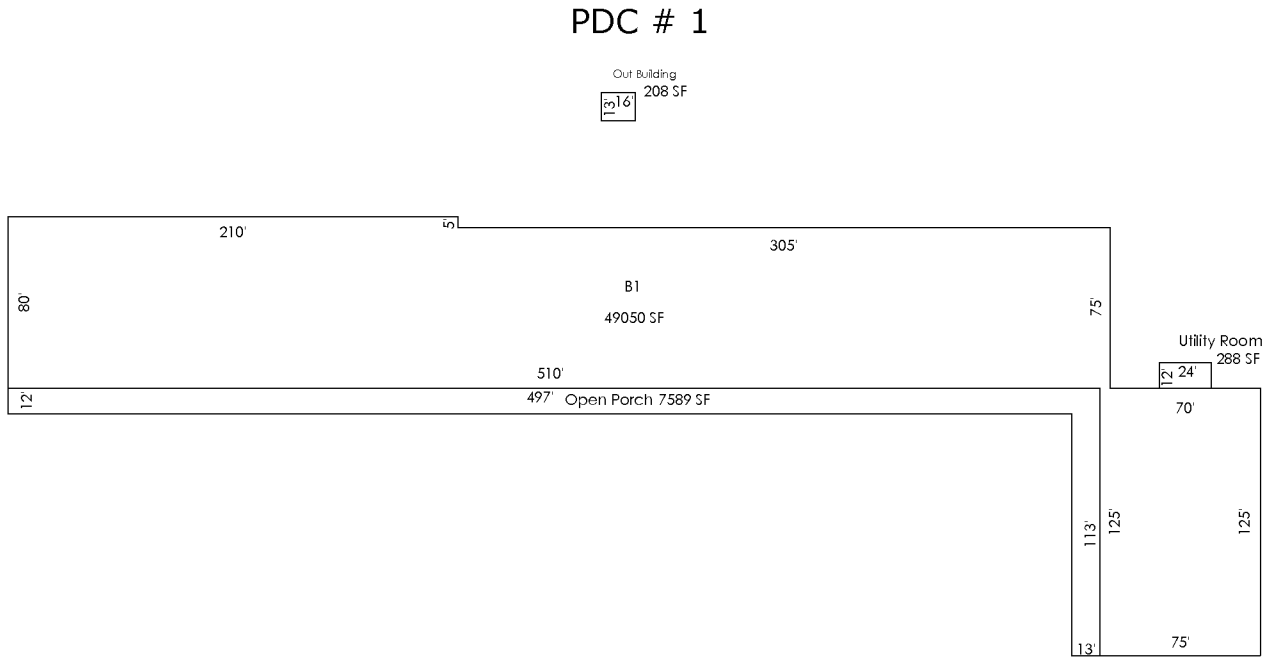 PDC # 1
Out Building
208 SF
13' 16'
5'
210'
305'
80'
B1
75'
49050 SF
Utility Room
288 SF
510'
12' 24'
12'
497' Open Porch 7589 SF
70'
113'
125'
125'
75'
13'